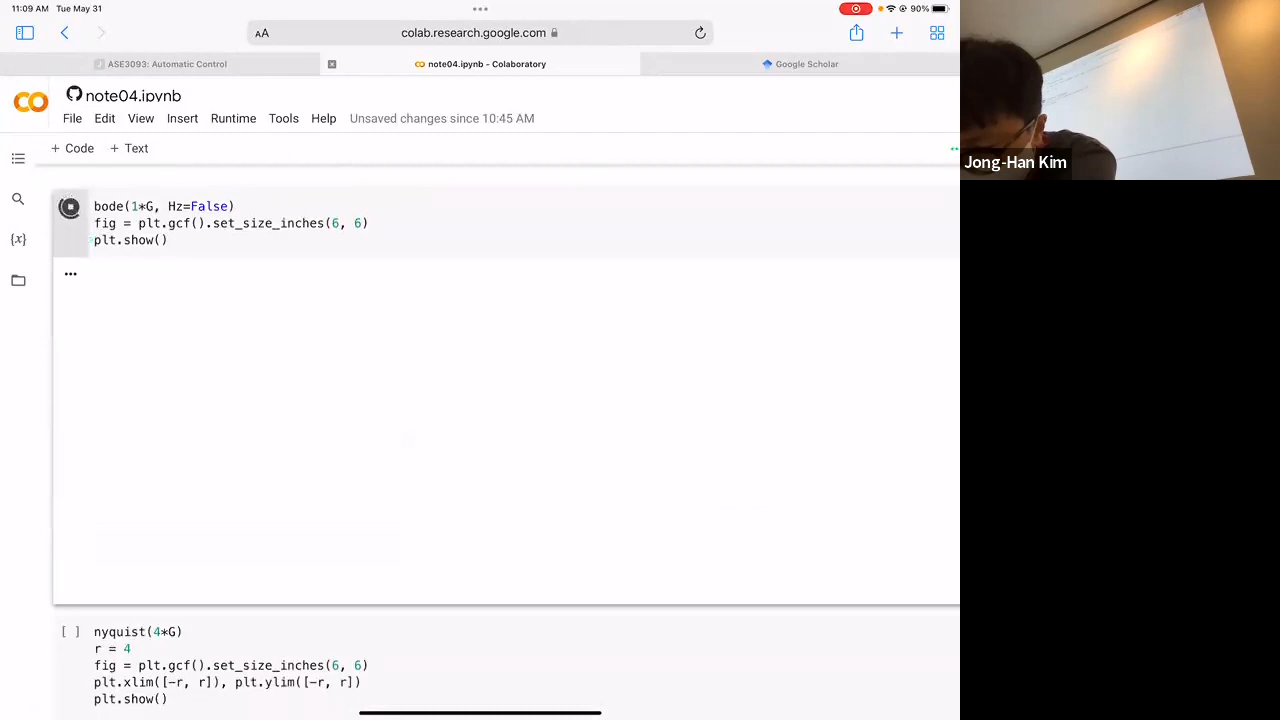 11:09 AM Tue May 31
90%
AA
colab.research.google.com
ASE3093: Automatic Control
note04.ipynb - Colaboratory
Google Scholar
note04.ipynb
File Edit View Insert Runtime Tools Help Unsaved changes since 10:45 AM
+ Code + Text
{x}
bode(1*G, Hz=False)
fig = plt.gcf().set_size_inches(6, 6)
plt.show()
[ ] nyquist(4*G)
r = 4
fig = plt.gcf().set_size_inches(6, 6)
plt.xlim([-r, r]), plt.ylim([-r, r])
plt.show()
Jong-Han Kim